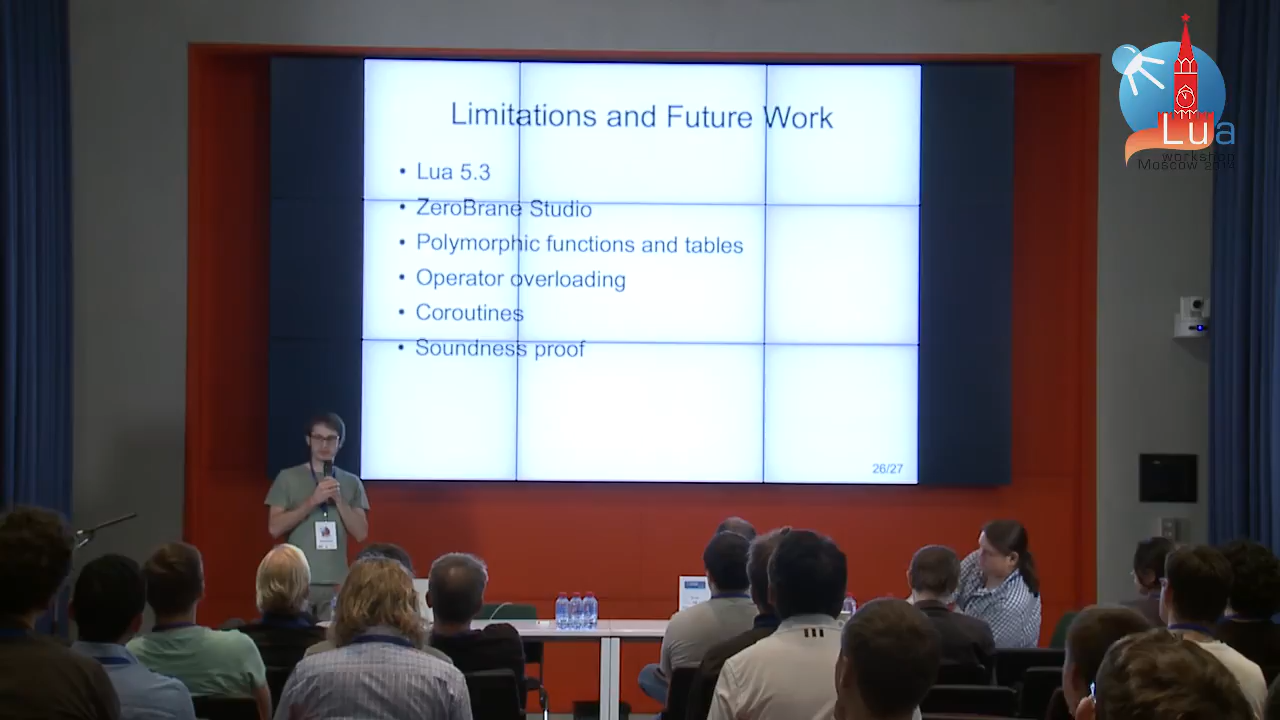 Limitations and Future Work
• Lua 5.3
• ZeroBrane Studio
• Polymorphic functions and tables
• Operator overloading
• Coroutines
• Soundness proof
26/27
Lua
workshop
Moscow 2014